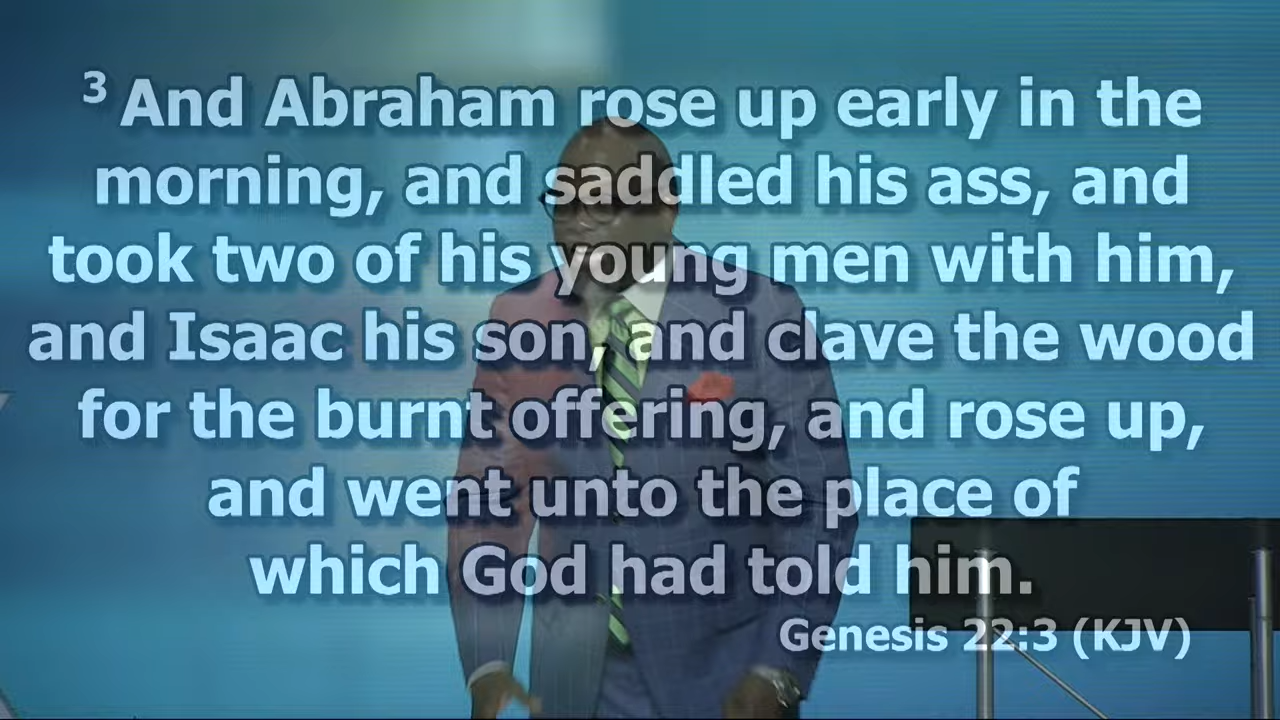 3 And Abraham rose up early in the
morning, and saddled his ass, and
took two of his young men with him,
and Isaac his son, and clave the wood
for the burnt offering, and rose up,
and went unto the place of
which God had told him.
Genesis 22:3 (KJV)